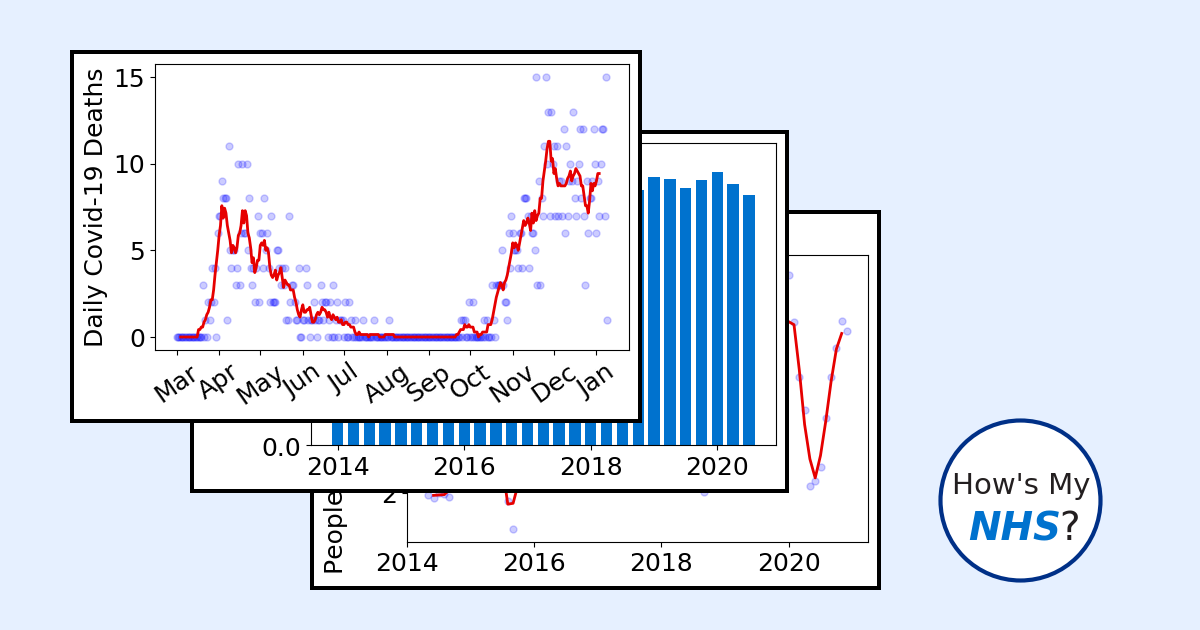 Daily Covid-19 Deaths
15
10
5
0
Mar Apr May Jun Jul Aug Sep Oct Nov Dec Jan
0.0
2014 2016 2018 2020
People
2
2014 2016 2018 2020
How's My
NHS?